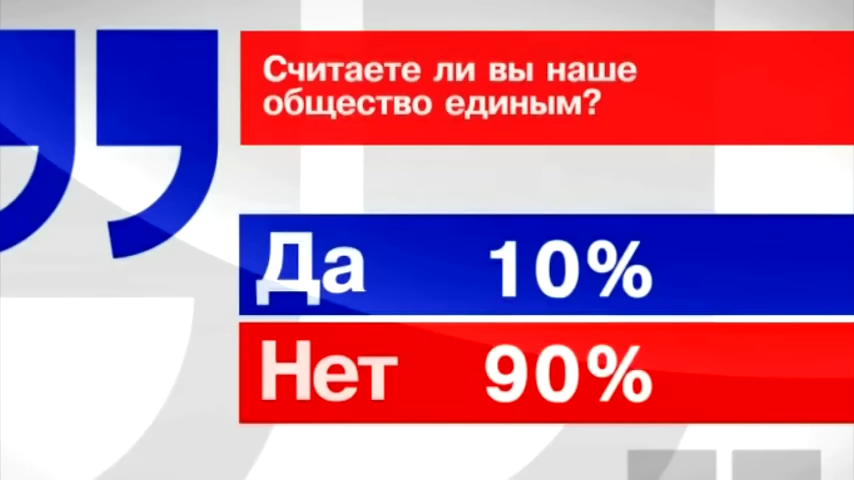 Считаете ли вы наше
общество единым?
Да 10%
Нет 90%